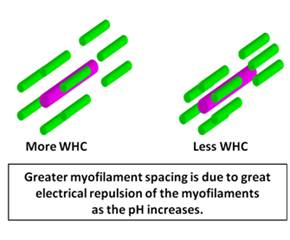 More WHC
Less WHC
Greater myofilament spacing is due to great
electrical repulsion of the myofilaments
as the pH increases.